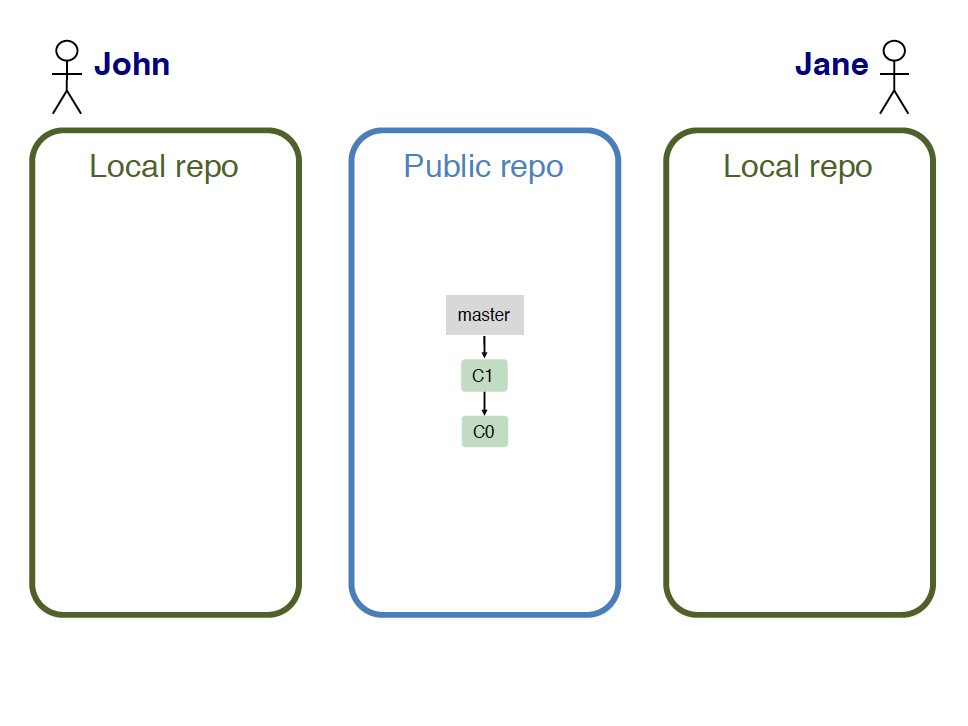 John
Jane
Local repo
Public repo
Local repo
master
C1
C0